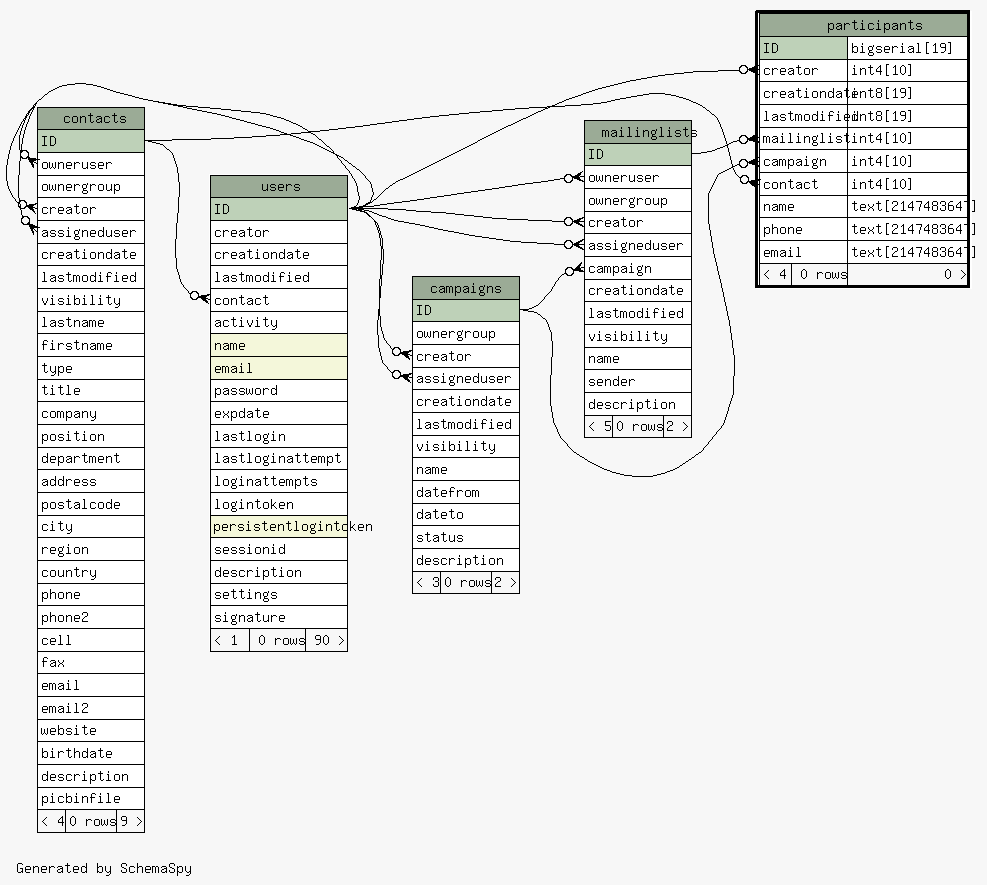 contacts
ID
owneruser
ownergroup
creator
assigneduser
creationdate
lastmodified
visibility
lastname
firstname
type
title
company
position
department
address
postalcode
city
region
country
phone
phone2
cell
fax
email
email2
website
birthdate
description
picbinfile
< 4 0 rows 9 >
users
ID
creator
creationdate
lastmodified
contact
activity
name
email
password
expdate
lastlogin
lastloginattempt
loginattempts
logintoken
persistentlogintoken
sessionid
description
settings
signature
< 1 0 rows 90 >
campaigns
ID
ownergroup
creator
assigneduser
creationdate
lastmodified
visibility
name
datefrom
dateto
status
description
< 3 0 rows 2 >
mailinglists
ID
owneruser
ownergroup
creator
assigneduser
campaign
creationdate
lastmodified
visibility
name
sender
description
< 5 0 rows 2 >
participants
ID bigserial[19]
creator int4[10]
creationdate int8[19]
lastmodified int8[19]
mailinglist int4[10]
campaign int4[10]
contact int4[10]
name text[2147483647]
phone text[2147483647]
email text[2147483647]
< 4 0 rows 0 >
Generated by SchemaSpy